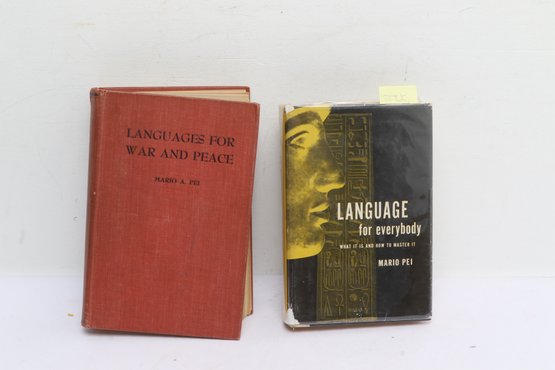 LANGUAGES FOR
WAR AND PEACE
MARIO A. PEI
LANGUAGE
for everybody
WHAT IT IS AND HOW TO MASTER IT
MARIO PEI